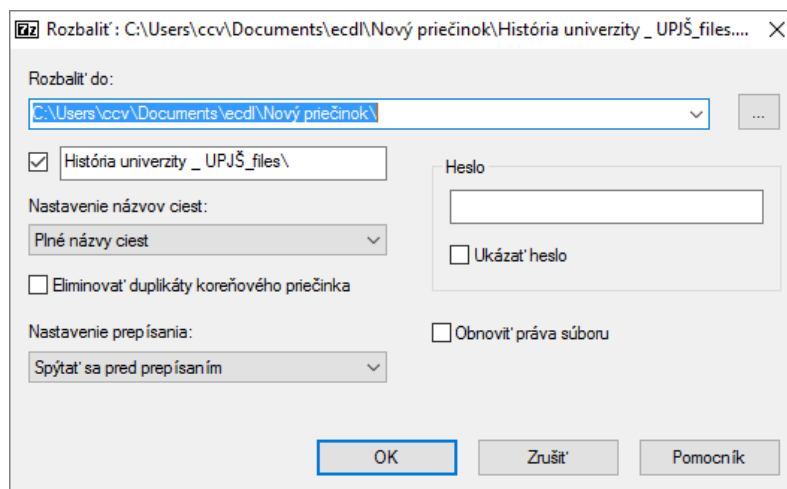 7z Rozbaliť : C:\Users\ccv\Documents\ecdl\Nový priečinok\História univerzity _ UPJŠ_files....
Rozbaliť do:
C:\Users\ccv\Documents\ecdl\Nový priečinok\
...
História univerzity _ UPJŠ_files\
Heslo
Nastavenie názvov ciest:
Plné názvy ciest
Ukázať heslo
Eliminovať duplikáty koreňového priečinka
Nastavenie prepísania:
Obnoviť práva súboru
Spýtať sa pred prepísaním
OK
Zrušiť
Pomocník